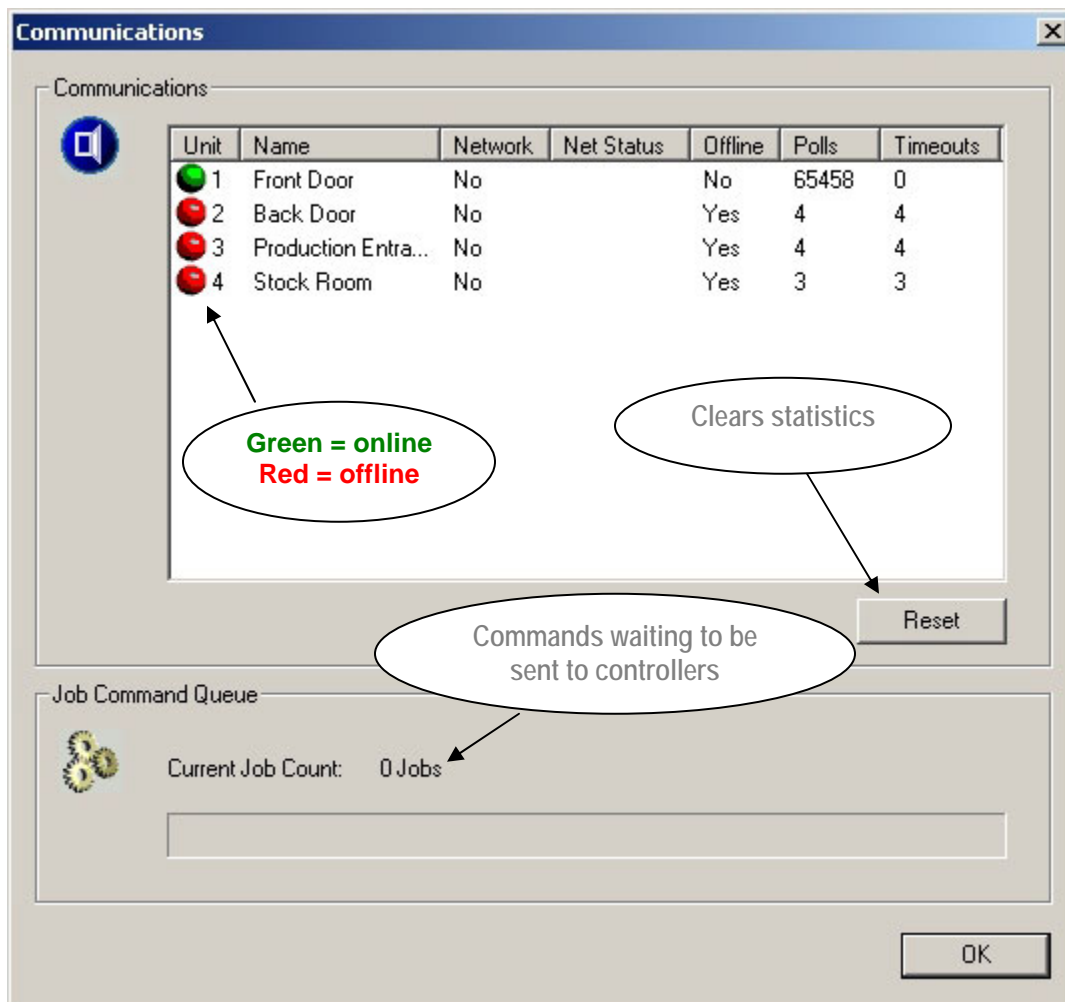 Communications
Communications
Unit Name Network Net Status Offline Polls Timeouts
1 Front Door No No 65458 0
2 Back Door No Yes 4 4
3 Production Entra... No Yes 4 4
4 Stock Room No Yes 3 3
Clears statistics
Green = online
Red = offline
Reset
Commands waiting to be
sent to controllers
Job Command Queue
Current Job Count: 0 Jobs
OK